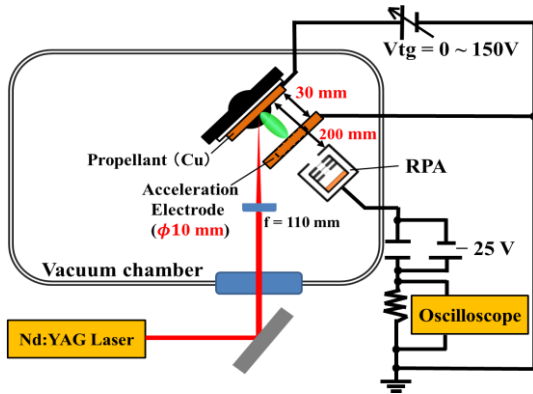 Vtg = 0 ~ 150V
30 mm
200 mm
Propellant (Cu)
RPA
Acceleration
Electrode
(ϕ10 mm)
f = 110 mm
− 25 V
Vacuum chamber
Oscilloscope
Nd:YAG Laser